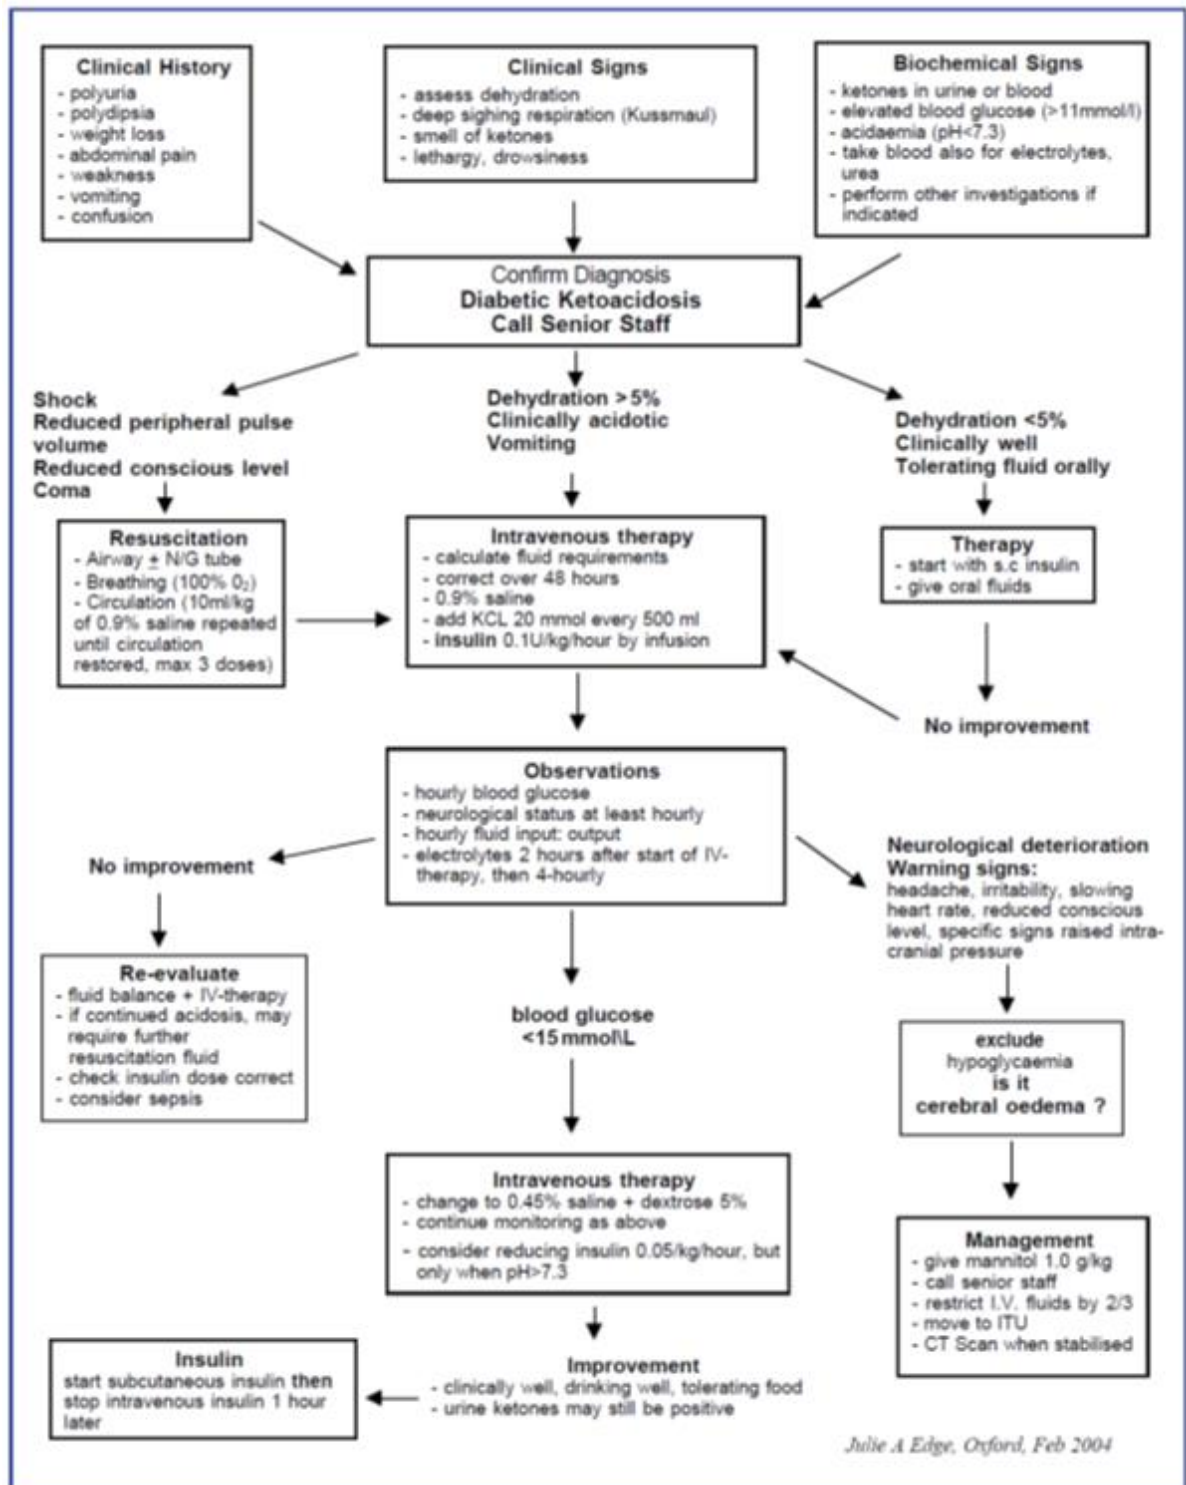 Clinical History
- polyuria
- polydipsia
- weight loss
- abdominal pain
- weakness
- vomiting
- confusion
Clinical Signs
- assess dehydration
- deep sighing respiration (Kussmaul)
- smell of ketones
- lethargy, drowsiness
Biochemical Signs
- ketones in urine or blood
- elevated blood glucose (>11mmol/l)
- acidaemia (pH<7.3)
- take blood also for electrolytes,
urea
- perform other investigations if
indicated
Confirm Diagnosis
Diabetic Ketoacidosis
Call Senior Staff
Shock
Reduced peripheral pulse
volume
Reduced conscious level
Coma
Dehydration >5%
Clinically acidotic
Vomiting
Dehydration <5%
Clinically well
Tolerating fluid orally
Resuscitation
- Airway ± N/G tube
- Breathing (100% 0₂)
- Circulation (10ml/kg
of 0.9% saline repeated
until circulation
restored, max 3 doses)
Intravenous therapy
- calculate fluid requirements
- correct over 48 hours
- 0.9% saline
- add KCL 20 mmol every 500 ml
- insulin 0.1U/kg/hour by infusion
Therapy
- start with s.c insulin
- give oral fluids
No improvement
Observations
- hourly blood glucose
- neurological status at least hourly
- hourly fluid input: output
- electrolytes 2 hours after start of IV-
therapy, then 4-hourly
No improvement
Neurological deterioration
Warning signs:
headache, irritability, slowing
heart rate, reduced conscious
level, specific signs raised intra-
cranial pressure
Re-evaluate
- fluid balance + IV-therapy
- if continued acidosis, may
require further
resuscitation fluid
- check insulin dose correct
- consider sepsis
blood glucose
<15 mmol\L
exclude
hypoglycaemia
is it
cerebral oedema ?
Intravenous therapy
- change to 0.45% saline + dextrose 5%
- continue monitoring as above
- consider reducing insulin 0.05/kg/hour, but
only when pH>7.3
Management
- give mannitol 1.0 g/kg
- call senior staff
- restrict I.V. fluids by 2/3
- move to ITU
- CT Scan when stabilised
Insulin
start subcutaneous insulin then
stop intravenous insulin 1 hour
later
Improvement
- clinically well, drinking well, tolerating food
- urine ketones may still be positive
Julie A Edge, Oxford, Feb 2004